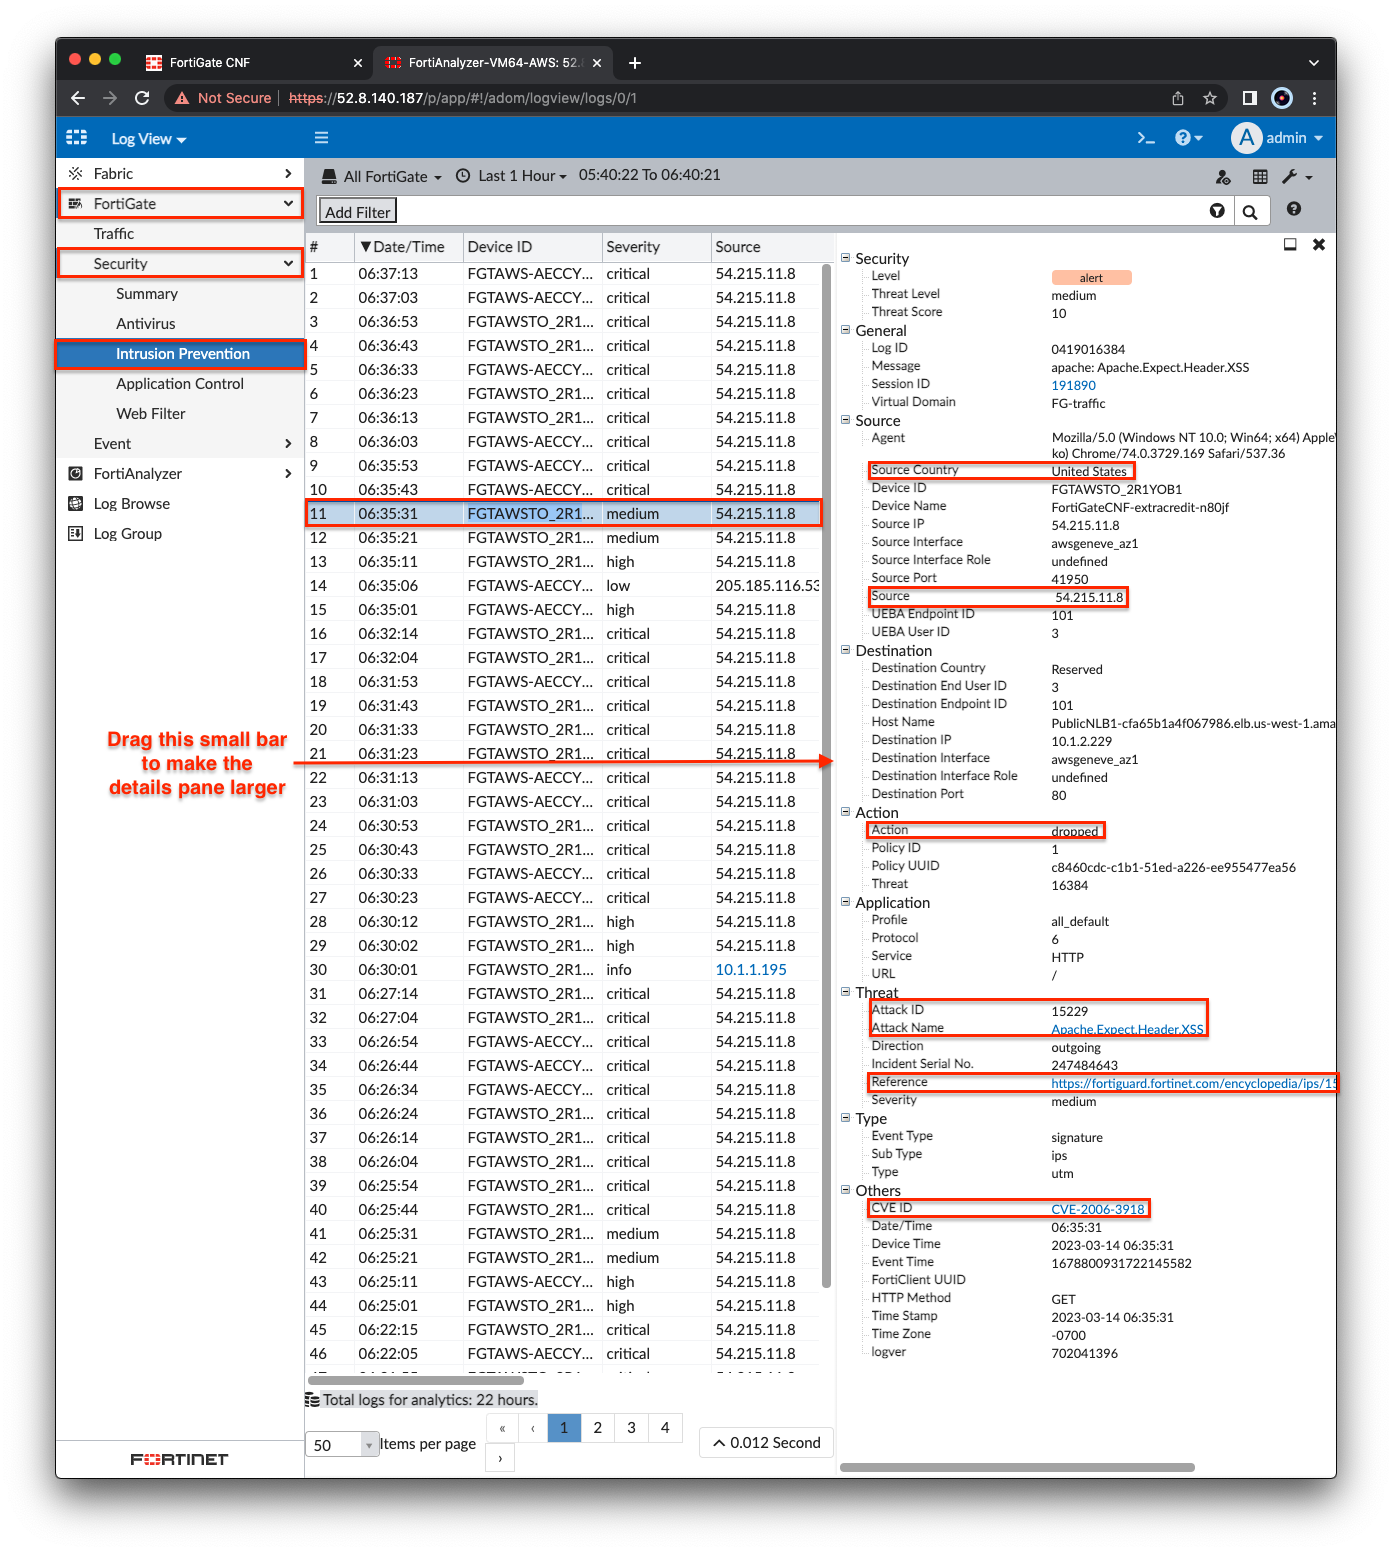 FortiGate CNF
FortiAnalyzer-VM64-AWS: 52.8
Not Secure
https://52.8.140.187/p/app/#!/adom/logview/logs/0/1
Log View
admin
A
Fabric
FortiGate
Traffic
Security
Summary
Antivirus
Intrusion Prevention
Application Control
Web Filter
Event
FortiAnalyzer
Log Browse
Log Group
Drag this small bar
to make the
details pane larger
FORTINET
All FortiGate Last 1 Hour 05:40:22 To 06:40:21
Add Filter
# ▼Date/Time Device ID Severity Source
1 06:37:13 FGTAWS-AECCY... critical 54.215.11.8
2 06:37:03 FGTAWS-AECCY... critical 54.215.11.8
3 06:36:53 FGTAWSTO_2R1... critical 54.215.11.8
4 06:36:43 FGTAWSTO_2R1... critical 54.215.11.8
5 06:36:33 FGTAWS-AECCY... critical 54.215.11.8
6 06:36:23 FGTAWSTO_2R1... critical 54.215.11.8
7 06:36:13 FGTAWSTO_2R1... critical 54.215.11.8
8 06:36:03 FGTAWS-AECCY... critical 54.215.11.8
9 06:35:53 FGTAWS-AECCY... critical 54.215.11.8
10 06:35:43 FGTAWS-AECCY... critical 54.215.11.8
11 06:35:31 FGTAWSTO_2R1... medium 54.215.11.8
12 06:35:21 FGTAWSTO_2R1... medium 54.215.11.8
13 06:35:11 FGTAWSTO_2R1... high 54.215.11.8
14 06:35:06 FGTAWS-AECCY... low 205.185.116.53
15 06:35:01 FGTAWS-AECCY... high 54.215.11.8
16 06:32:14 FGTAWSTO_2R1... critical 54.215.11.8
17 06:32:04 FGTAWSTO_2R1... critical 54.215.11.8
18 06:31:53 FGTAWS-AECCY... critical 54.215.11.8
19 06:31:43 FGTAWSTO_2R1... critical 54.215.11.8
20 06:31:33 FGTAWSTO_2R1... critical 54.215.11.8
21 06:31:23 FGTAWSTO_2R1... critical 54.215.11.8
22 06:31:13 FGTAWS-AECCY... critical 54.215.11.8
23 06:31:03 FGTAWS-AECCY... critical 54.215.11.8
24 06:30:53 FGTAWSTO_2R1... critical 54.215.11.8
25 06:30:43 FGTAWSTO_2R1... critical 54.215.11.8
26 06:30:33 FGTAWS-AECCY... critical 54.215.11.8
27 06:30:23 FGTAWS-AECCY... critical 54.215.11.8
28 06:30:12 FGTAWSTO_2R1... high 54.215.11.8
29 06:30:02 FGTAWSTO_2R1... high 54.215.11.8
30 06:30:01 FGTAWSTO_2R1... info 10.1.1.195
31 06:27:14 FGTAWSTO_2R1... critical 54.215.11.8
32 06:27:04 FGTAWSTO_2R1... critical 54.215.11.8
33 06:26:54 FGTAWS-AECCY... critical 54.215.11.8
34 06:26:44 FGTAWS-AECCY... critical 54.215.11.8
35 06:26:34 FGTAWS-AECCY... critical 54.215.11.8
36 06:26:24 FGTAWSTO_2R1... critical 54.215.11.8
37 06:26:14 FGTAWSTO_2R1... critical 54.215.11.8
38 06:26:04 FGTAWSTO_2R1... critical 54.215.11.8
39 06:25:54 FGTAWSTO_2R1... critical 54.215.11.8
40 06:25:44 FGTAWSTO_2R1... critical 54.215.11.8
41 06:25:31 FGTAWSTO_2R1... medium 54.215.11.8
42 06:25:21 FGTAWSTO_2R1... medium 54.215.11.8
43 06:25:11 FGTAWS-AECCY... high 54.215.11.8
44 06:25:01 FGTAWSTO_2R1... high 54.215.11.8
45 06:22:15 FGTAWSTO_2R1... critical 54.215.11.8
46 06:22:05 FGTAWS-AECCY... critical 54.215.11.8
Total logs for analytics: 22 hours.
50 Items per page « ‹ 1 2 3 4 ›
0.012 Second
Security
Level alert
Threat Level medium
Threat Score 10
General
Log ID 0419016384
Message apache: Apache.Expect.Header.XSS
Session ID 191890
Virtual Domain FG-traffic
Source
Agent Mozilla/5.0 (Windows NT 10.0; Win64; x64) Apple
ko) Chrome/74.0.3729.169 Safari/537.36
Source Country United States
Device ID FGTAWSTO_2R1YOB1
Device Name FortiGateCNF-extracredit-n80jf
Source IP 54.215.11.8
Source Interface awsgeneve_az1
Source Interface Role undefined
Source Port 41950
Source 54.215.11.8
UEBA Endpoint ID 101
UEBA User ID 3
Destination
Destination Country Reserved
Destination End User ID 3
Destination Endpoint ID 101
Host Name PublicNLB1-cfa65b1a4f067986.elb.us-west-1.ama
Destination IP 10.1.2.229
Destination Interface awsgeneve_az1
Destination Interface Role undefined
Destination Port 80
Action
Action dropped
Policy ID 1
Policy UUID c8460cdc-c1b1-51ed-a226-ee955477ea56
Threat 16384
Application
Profile all_default
Protocol 6
Service HTTP
URL /
Threat
Attack ID 15229
Attack Name Apache.Expect.Header.XSS
Direction outgoing
Incident Serial No. 247484643
Reference https://fortiguard.fortinet.com/encyclopedia/ips/15
Severity medium
Type
Event Type signature
Sub Type ips
Type utm
Others
CVE ID CVE-2006-3918
Date/Time 06:35:31
Device Time 2023-03-14 06:35:31
Event Time 1678800931722145582
FortiClient UUID
HTTP Method GET
Time Stamp 2023-03-14 06:35:31
Time Zone -0700
logver 702041396